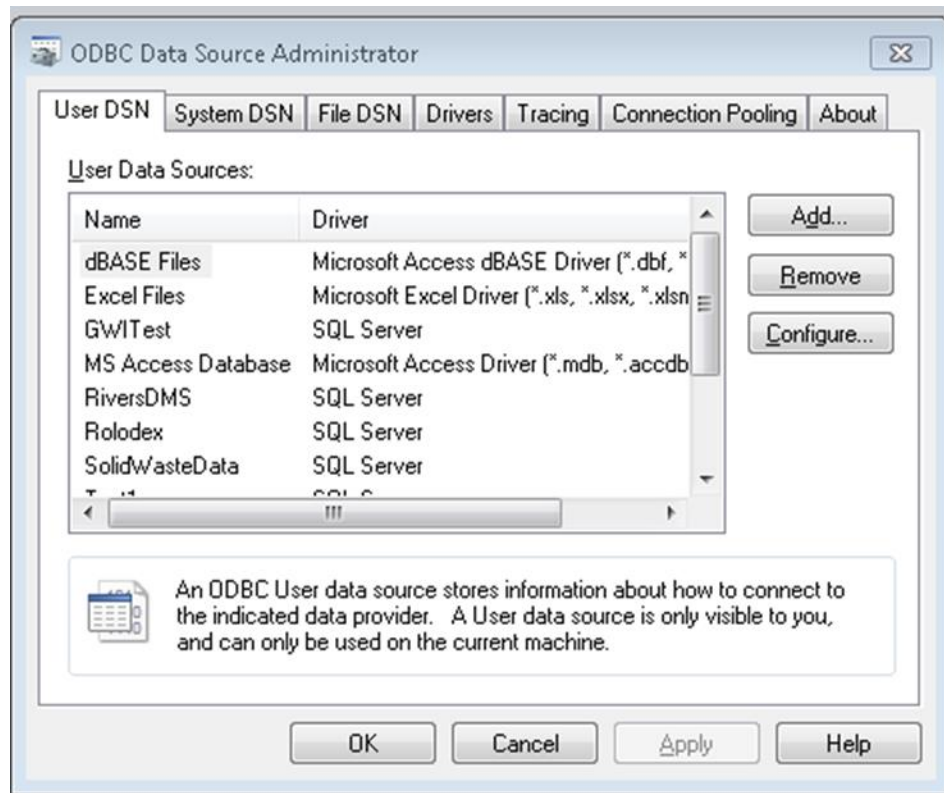 ODBC Data Source Administrator
User DSN System DSN File DSN Drivers Tracing Connection Pooling About
User Data Sources:
Name Driver Add...
dBASE Files Microsoft Access dBASE Driver (*.dbf, *
Excel Files Microsoft Excel Driver (*.xls, *.xlsx, *.xlsn Remove
GWITest SQL Server
MS Access Database Microsoft Access Driver (*.mdb, *.accdb Configure...
RiversDMS SQL Server
Rolodex SQL Server
SolidWasteData SQL Server
An ODBC User data source stores information about how to connect to
the indicated data provider. A User data source is only visible to you,
and can only be used on the current machine.
OK Cancel Apply Help